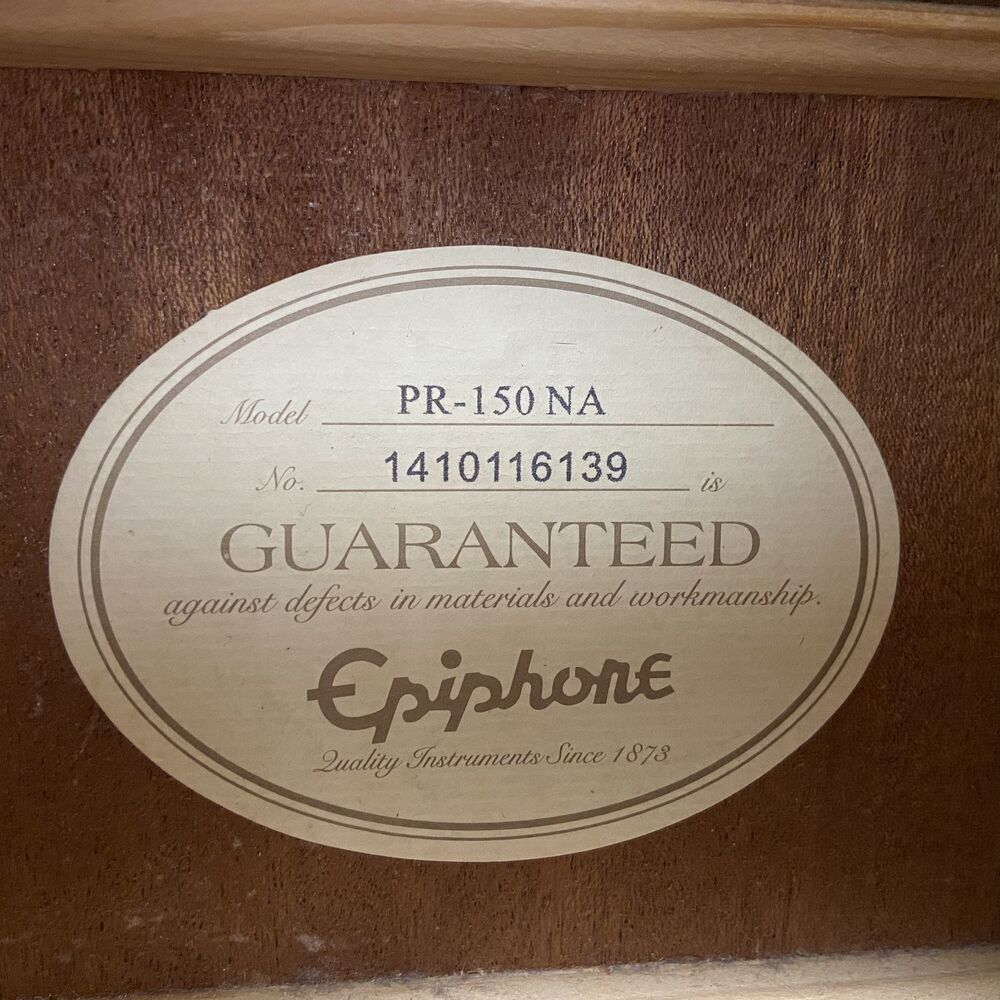 Model PR-150 NA
No. 1410116139 is
GUARANTEED
against defects in materials and workmanship.
Epiphone
Quality Instruments Since 1873